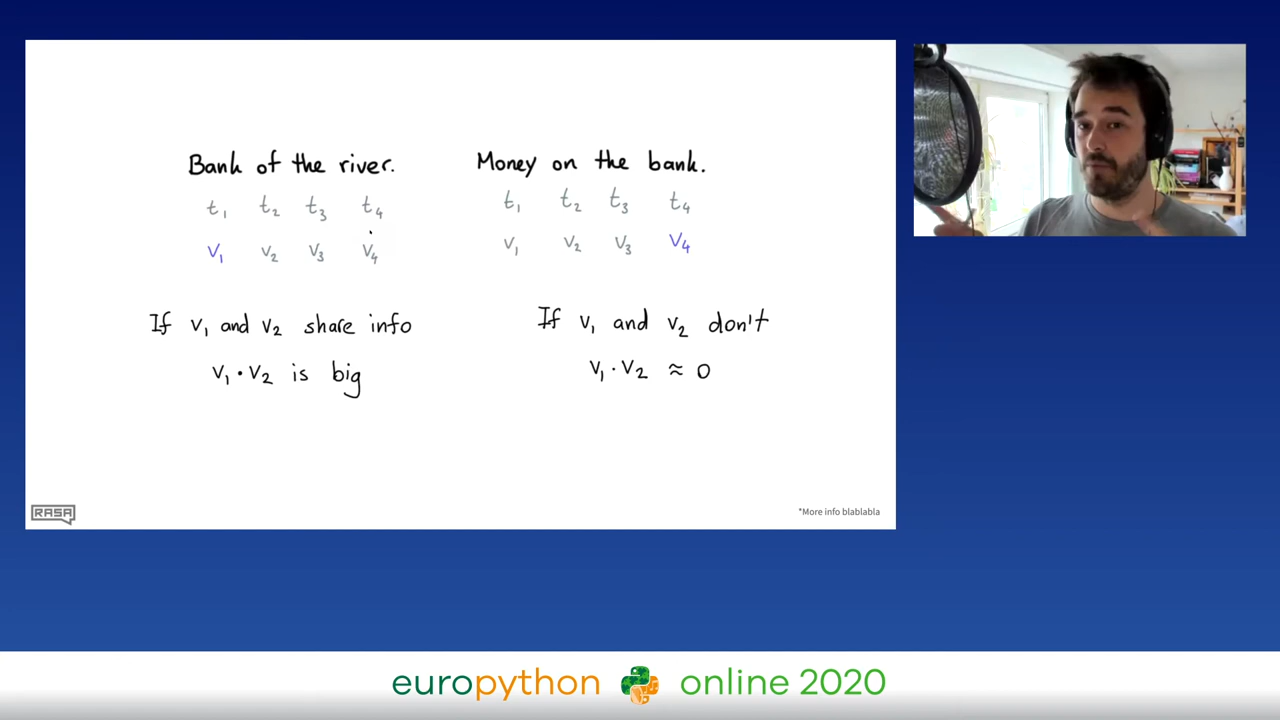 Bank of the river.
t₁ t₂ t₃ t₄
v₁ v₂ v₃ v₄
If v₁ and v₂ share info
v₁ · v₂ is big
Money on the bank.
t₁ t₂ t₃ t₄
v₁ v₂ v₃ v₄
If v₁ and v₂ don't
v₁ · v₂ ≈ 0
RASA
*More info blablabla
europython online 2020